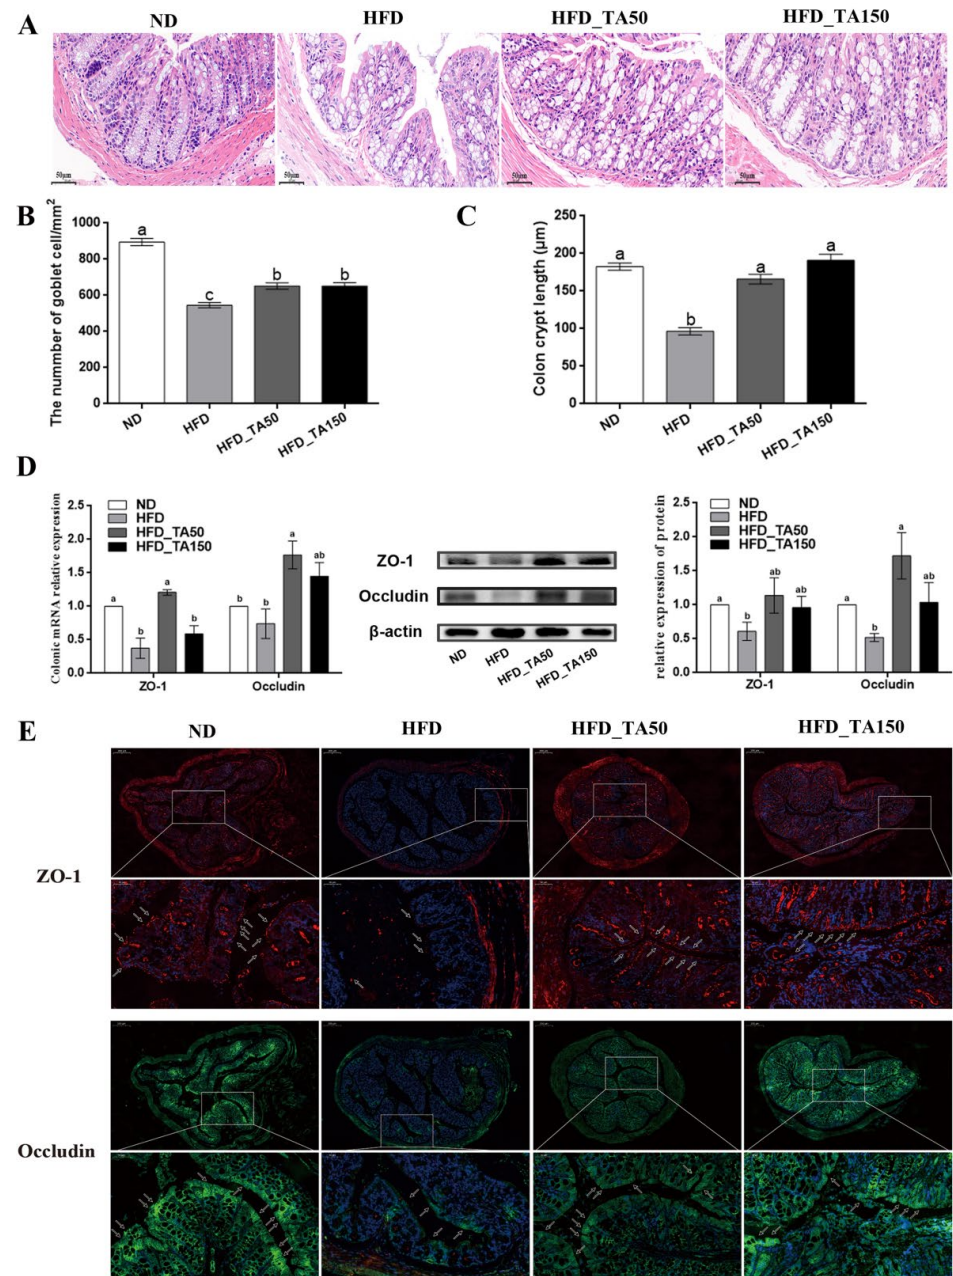 A
ND
HFD
HFD_TA50
HFD_TA150
50μm
50μm
50μm
50μm
B
The nummber of goblet cell/mm²
1000
800
600
400
200
0
a
c
b
b
ND
HFD
HFD_TA50
HFD_TA150
C
Colon crypt length (μm)
250
200
150
100
50
0
a
b
a
a
ND
HFD
HFD_TA50
HFD_TA150
D
Colonic mRNA relative expression
2.5
2.0
1.5
1.0
0.5
0.0
ND
HFD
HFD_TA50
HFD_TA150
a
b
a
b
b
b
a
ab
ZO-1
Occludin
ZO-1
Occludin
β-actin
ND
HFD
HFD_TA50
HFD_TA150
relative expression of protein
2.5
2.0
1.5
1.0
0.5
0.0
ND
HFD
HFD_TA50
HFD_TA150
a
b
ab
ab
a
b
a
ab
ZO-1
Occludin
E
ND
HFD
HFD_TA50
HFD_TA150
ZO-1
Occludin